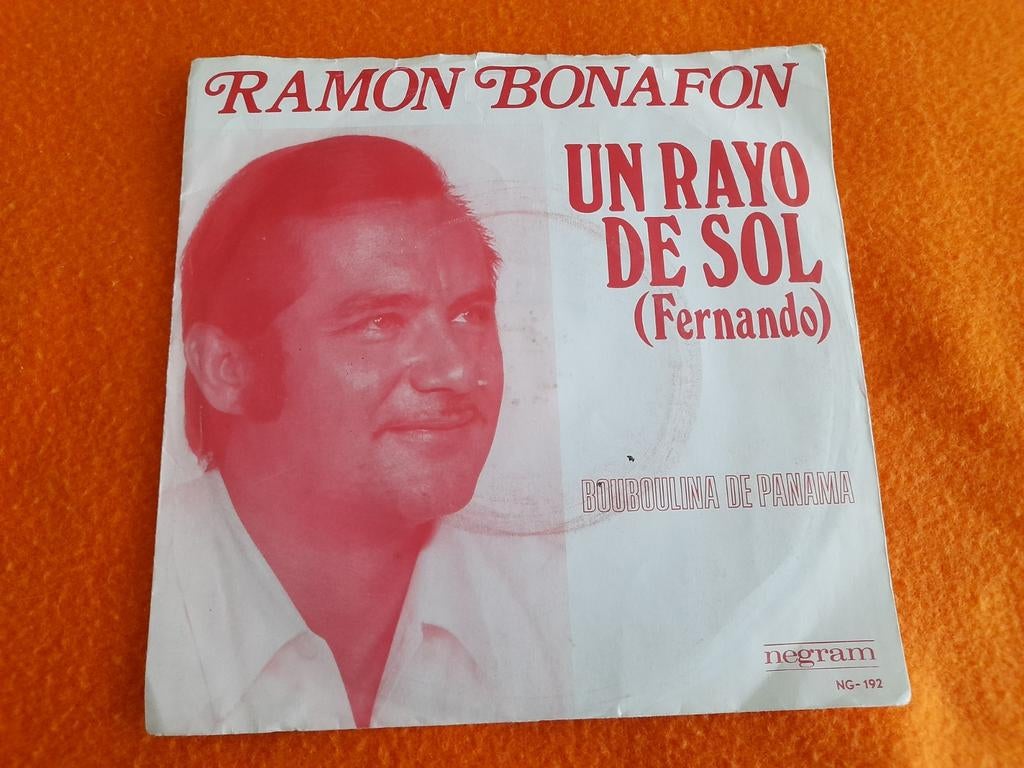 RAMON BONAFON
UN RAYO
DE SOL
(Fernando)
BOUBOULINA DE PANAMA
negram
NG-192